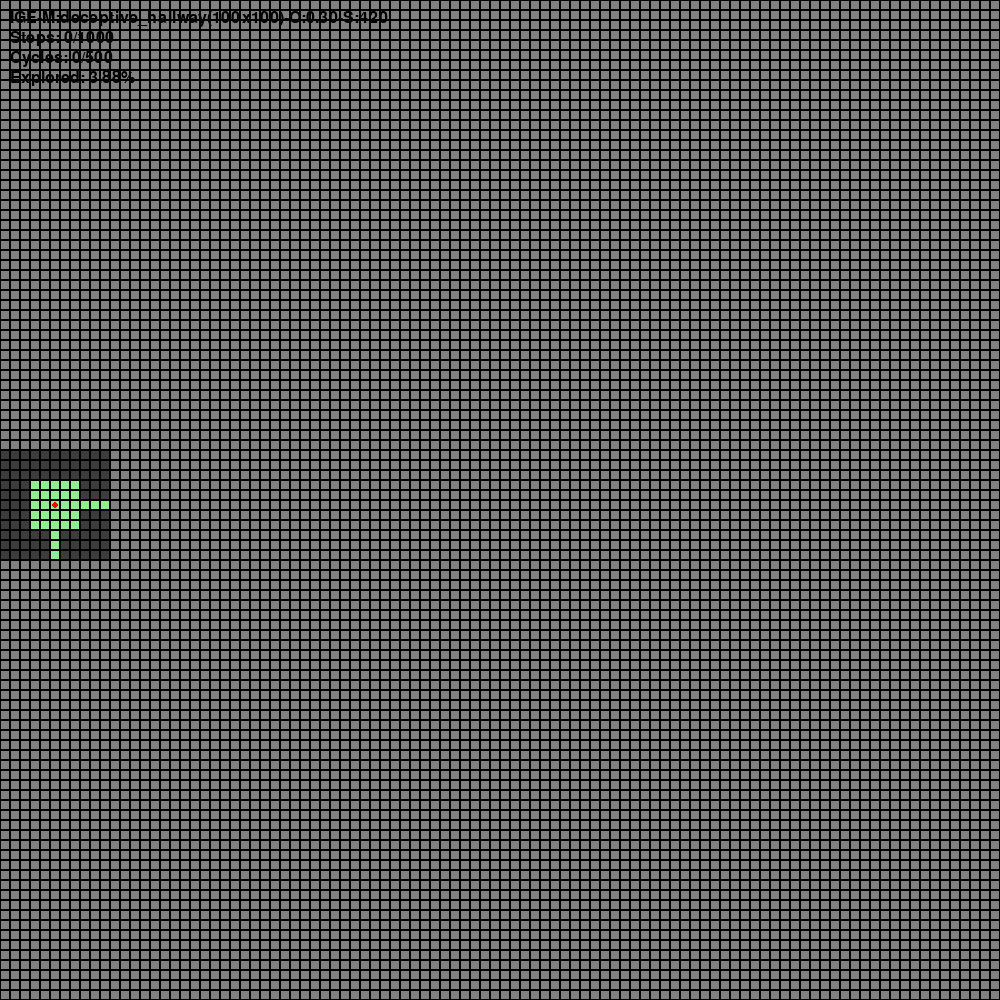 IGE M:deceptive_hallway(100x100) C:0.30 S:420
Steps: 0/1000
Cycles: 0/500
Explored: 3.88%